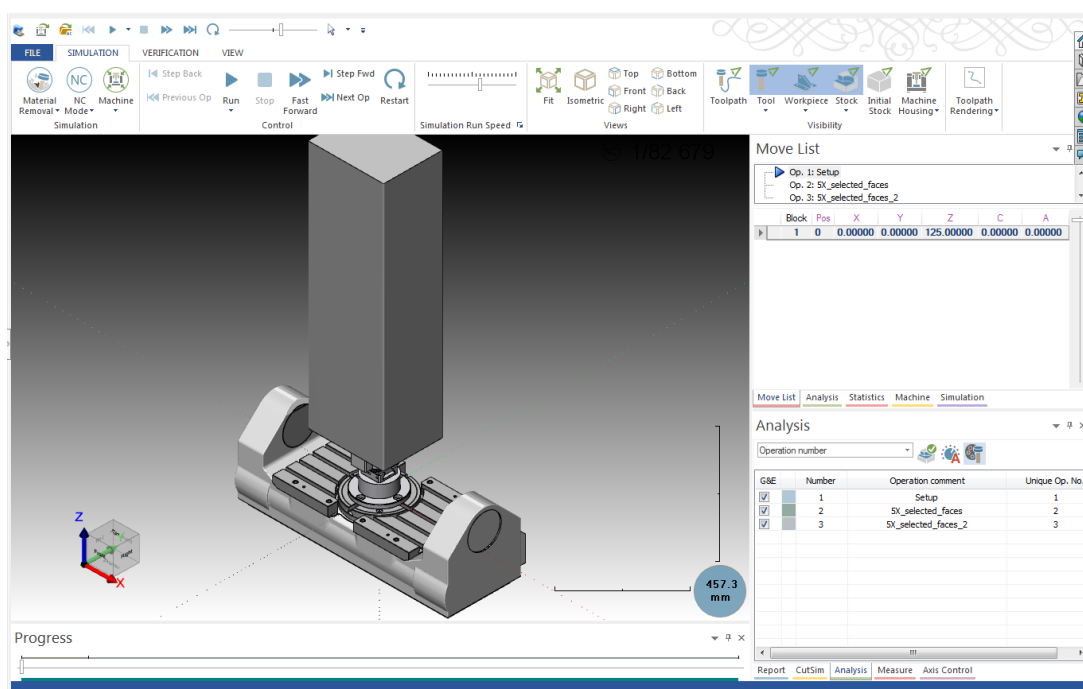 FILE SIMULATION VERIFICATION VIEW
Step Back
Step Fwd
Top Bottom
NC
Previous Op
Next Op
Front Back
Material Removal NC Mode Machine
Run Stop Fast Forward Restart
Fit Isometric
Right Left
Toolpath Tool Workpiece Stock Initial Stock Machine Housing Toolpath Rendering
Simulation Control Simulation Run Speed Views Visibility
1/82 679
Move List
Op. 1: Setup
Op. 2: 5X_selected_faces
Op. 3: 5X_selected_faces_2
Block Pos X Y Z C A
1 0 0.00000 0.00000 125.00000 0.00000 0.00000
Move List Analysis Statistics Machine Simulation
Analysis
Operation number
A
G&E Number Operation comment Unique Op. No.
1 Setup 1
2 5X_selected_faces 2
3 5X_selected_faces_2 3
Z
X
457.3
mm
Progress
Report CutSim Analysis Measure Axis Control